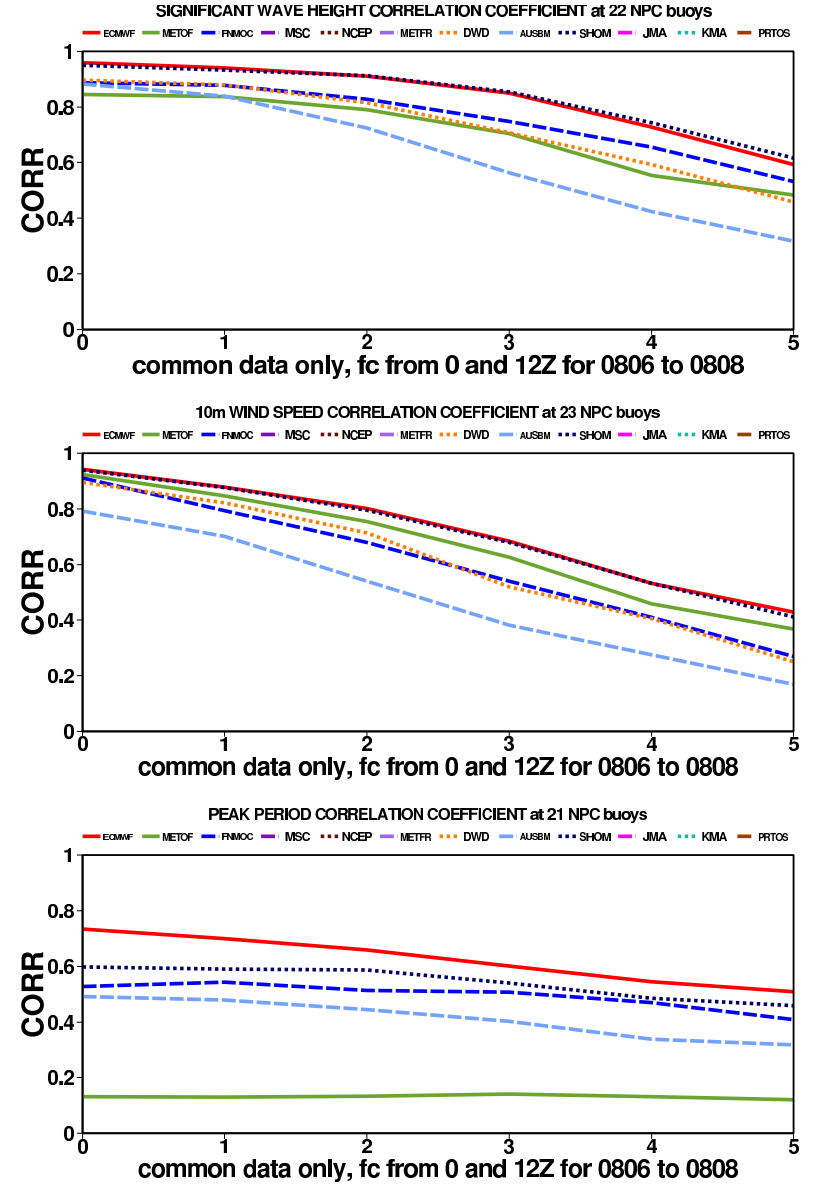 SIGNIFICANT WAVE HEIGHT CORRELATION COEFFICIENT at 22 NPC buoys
ECMWF METOF FNMOC MSC NCEP METFR DWD AUSBM SHOM JMA KMA PRTOS
1
0.8
0.6
0.4
0.2
0
CORR
0 1 2 3 4 5
common data only, fc from 0 and 12Z for 0806 to 0808
10m WIND SPEED CORRELATION COEFFICIENT at 23 NPC buoys
ECMWF METOF FNMOC MSC NCEP METFR DWD AUSBM SHOM JMA KMA PRTOS
1
0.8
0.6
0.4
0.2
0
CORR
0 1 2 3 4 5
common data only, fc from 0 and 12Z for 0806 to 0808
PEAK PERIOD CORRELATION COEFFICIENT at 21 NPC buoys
ECMWF METOF FNMOC MSC NCEP METFR DWD AUSBM SHOM JMA KMA PRTOS
1
0.8
0.6
0.4
0.2
0
CORR
0 1 2 3 4 5
common data only, fc from 0 and 12Z for 0806 to 0808